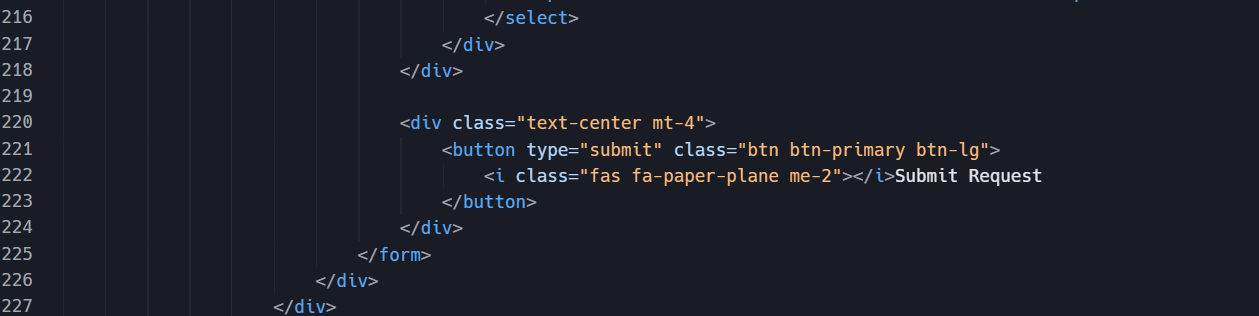 216 </select>
217 </div>
218 </div>
219
220 <div class="text-center mt-4">
221 <button type="submit" class="btn btn-primary btn-lg">
222 <i class="fas fa-paper-plane me-2"></i>Submit Request
223 </button>
224 </div>
225 </form>
226 </div>
227 </div>